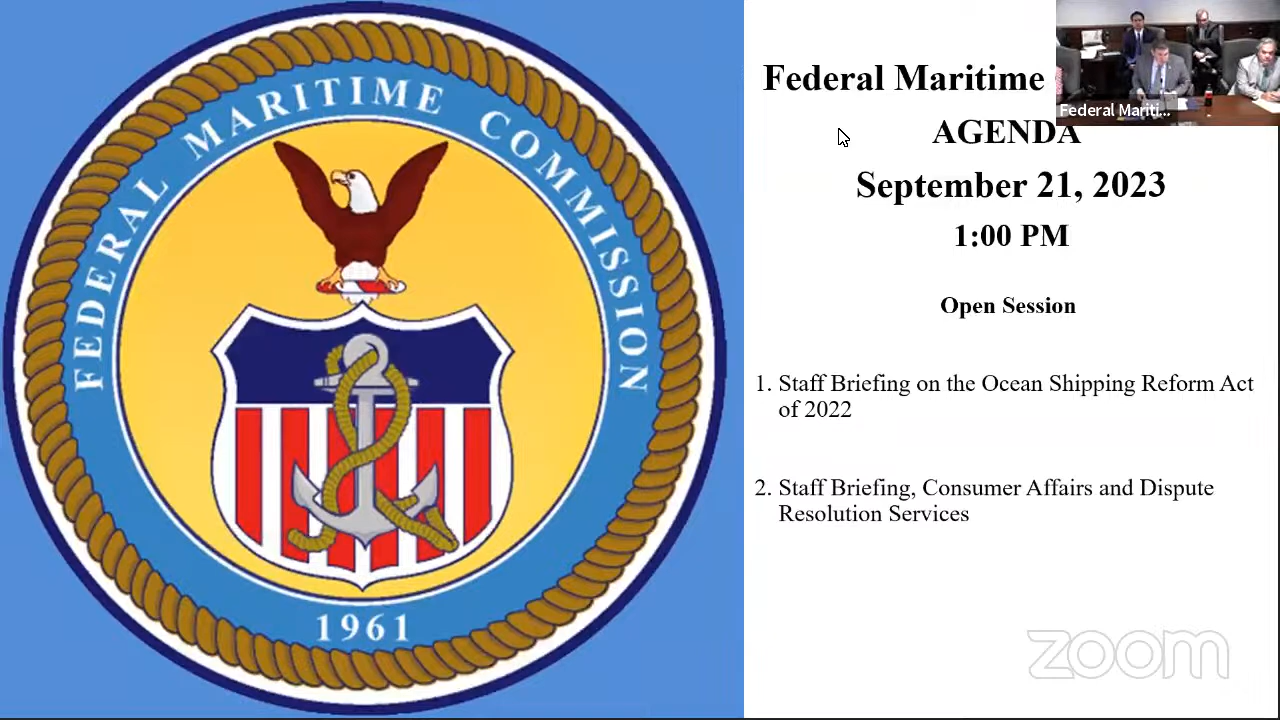 FEDERAL MARITIME COMMISSION
1961
Federal Maritime
Federal Mariti...
AGENDA
September 21, 2023
1:00 PM
Open Session
1. Staff Briefing on the Ocean Shipping Reform Act
of 2022
2. Staff Briefing, Consumer Affairs and Dispute
Resolution Services
zoom